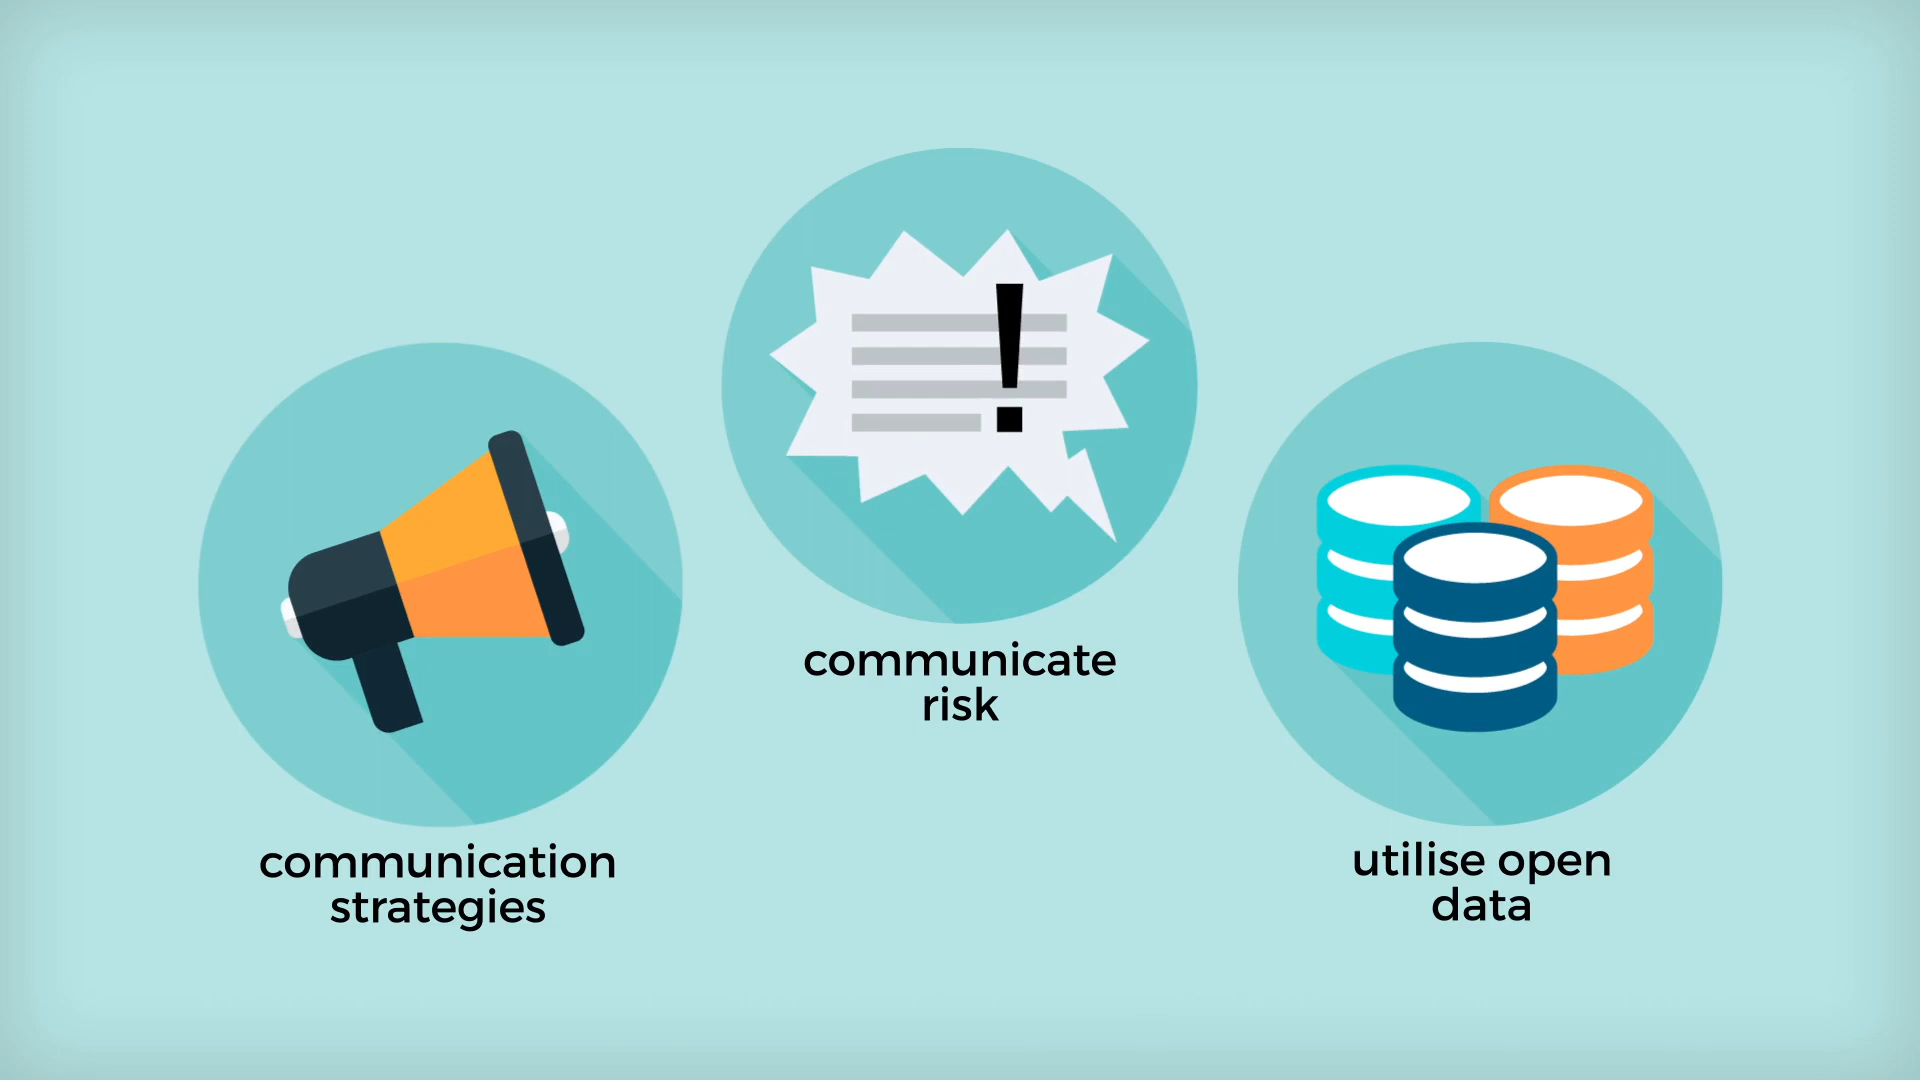 communication
strategies
communicate
risk
utilise open
data